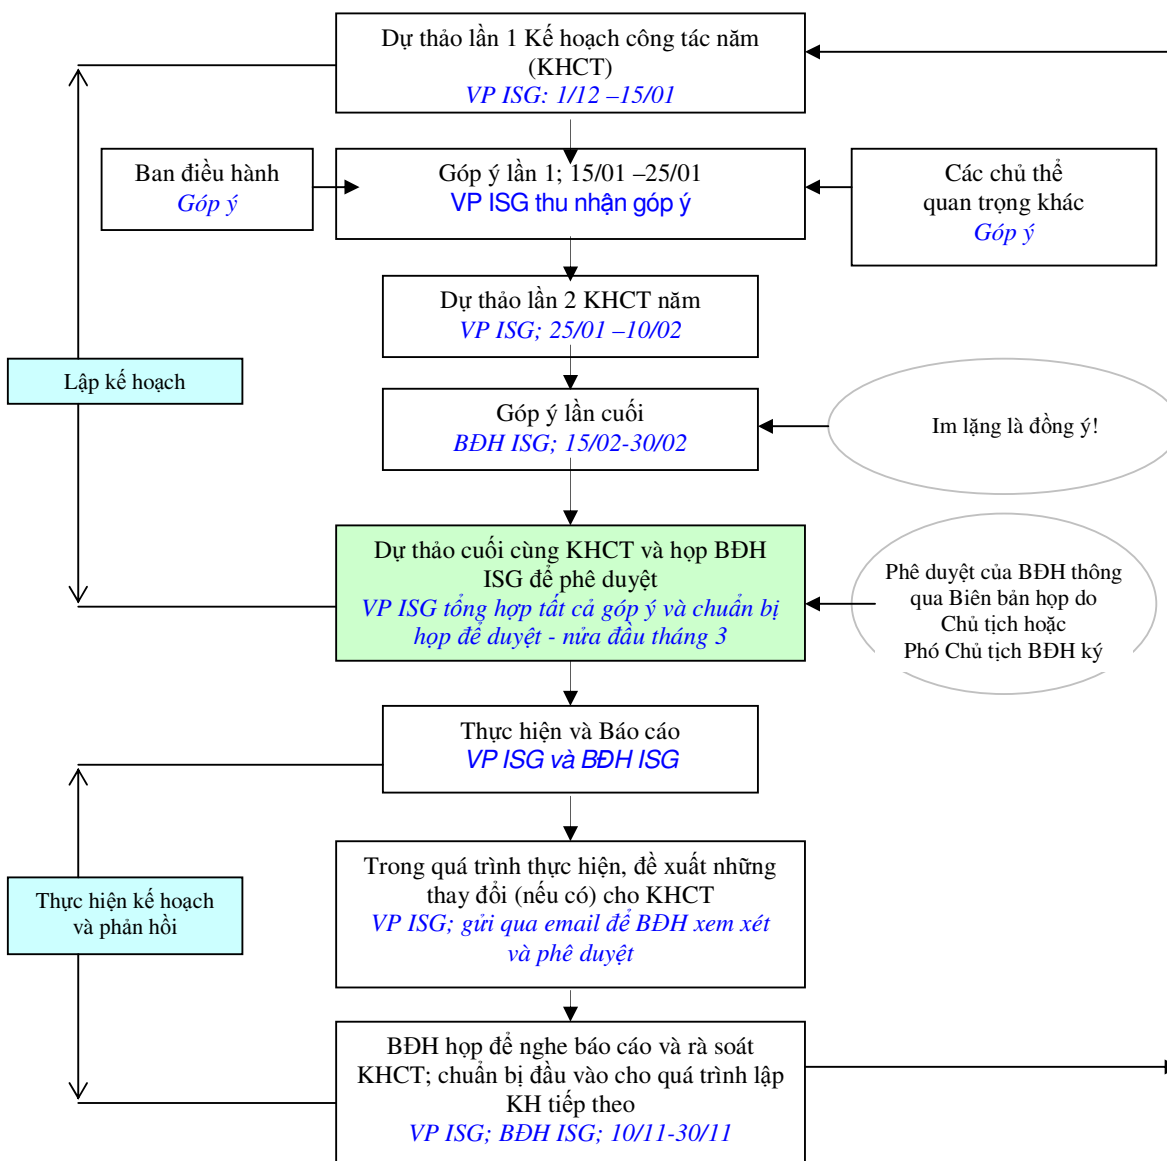 Dự thảo lần 1 Kế hoạch công tác năm
(KHCT)
VP ISG: 1/12 –15/01
Ban điều hành
Góp ý
Góp ý lần 1; 15/01 –25/01
VP ISG thu nhận góp ý
Các chủ thể
quan trọng khác
Góp ý
Dự thảo lần 2 KHCT năm
VP ISG; 25/01 –10/02
Lập kế hoạch
Góp ý lần cuối
BĐH ISG; 15/02-30/02
Im lặng là đồng ý!
Dự thảo cuối cùng KHCT và họp BĐH
ISG để phê duyệt
VP ISG tổng hợp tất cả góp ý và chuẩn bị
họp để duyệt - nửa đầu tháng 3
Phê duyệt của BĐH thông
qua Biên bản họp do
Chủ tịch hoặc
Phó Chủ tịch BĐH ký
Thực hiện và Báo cáo
VP ISG và BĐH ISG
Thực hiện kế hoạch
và phản hồi
Trong quá trình thực hiện, đề xuất những
thay đổi (nếu có) cho KHCT
VP ISG; gửi qua email để BĐH xem xét
và phê duyệt
BĐH họp để nghe báo cáo và rà soát
KHCT; chuẩn bị đầu vào cho quá trình lập
KH tiếp theo
VP ISG; BĐH ISG; 10/11-30/11